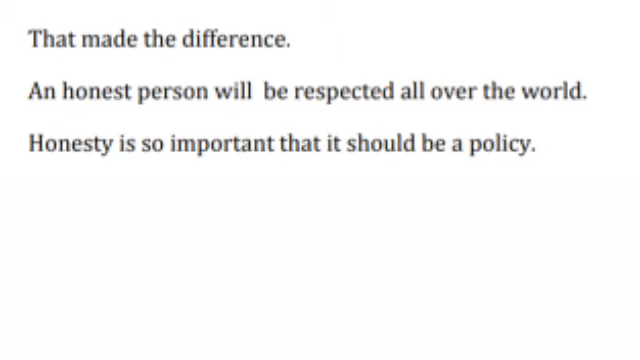 That made the difference.
An honest person will  be respected all over the world.
Honesty is so important that it should be a policy.